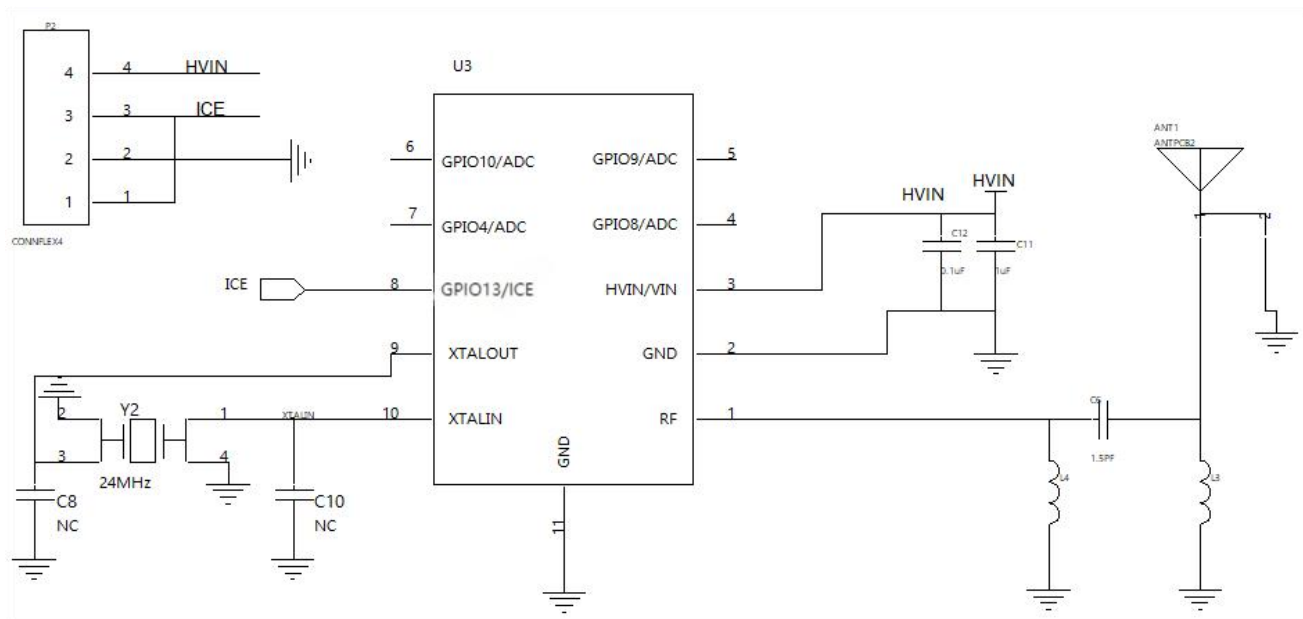 P2
4 4 HVIN
3 3 ICE
2 2
1 1
CONNFLEX4
U3
6 GPIO10/ADC GPIO9/ADC 5
7 GPIO4/ADC GPIO8/ADC 4
ICE 8 GPIO13/ICE HVIN/VIN 3
9 XTALOUT GND 2
10 XTALIN RF 1
GND
11
HVIN HVIN
C12 C11
0.1uF 1uF
ANT1
ANTPCB2
2 Y2 1 XTALIN
3 4
24MHz
C8 C10
NC NC
1.5PF
L4 L3